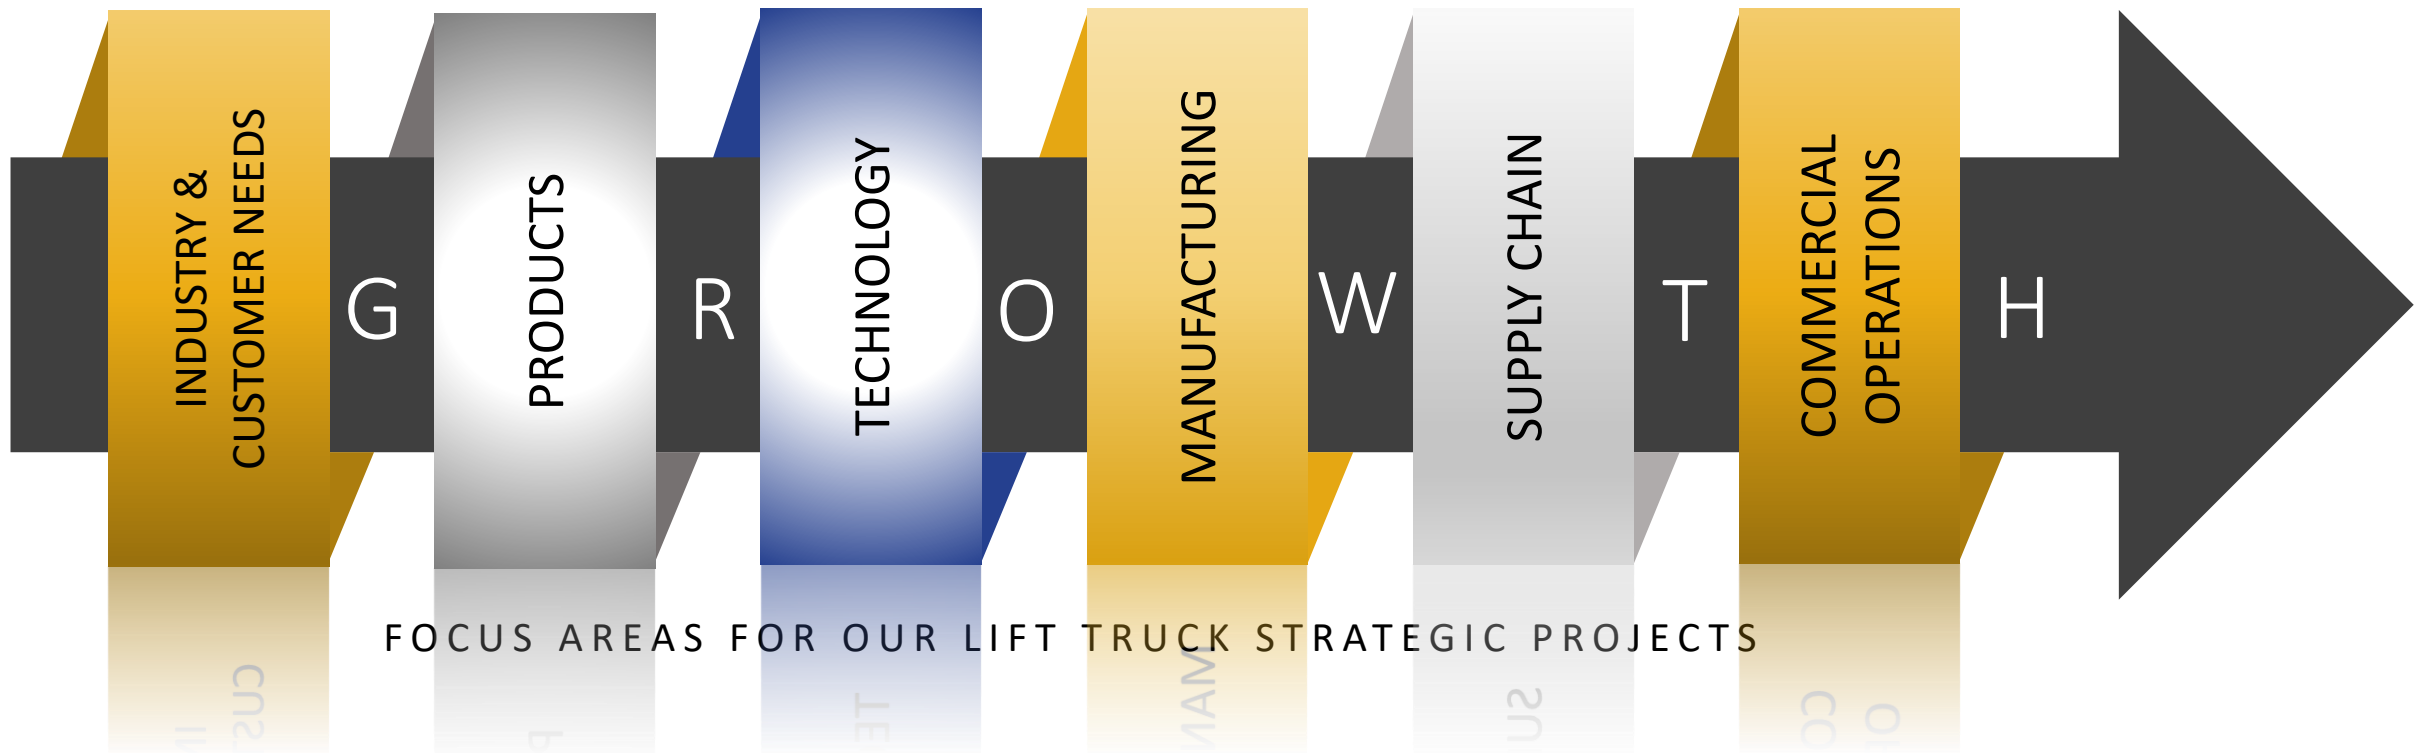 INDUSTRY &
CUSTOMER NEEDS
G
PRODUCTS
R
TECHNOLOGY
O
MANUFACTURING
W
SUPPLY CHAIN
T
COMMERCIAL
OPERATIONS
H
FOCUS AREAS FOR OUR LIFT TRUCK STRATEGIC PROJECTS